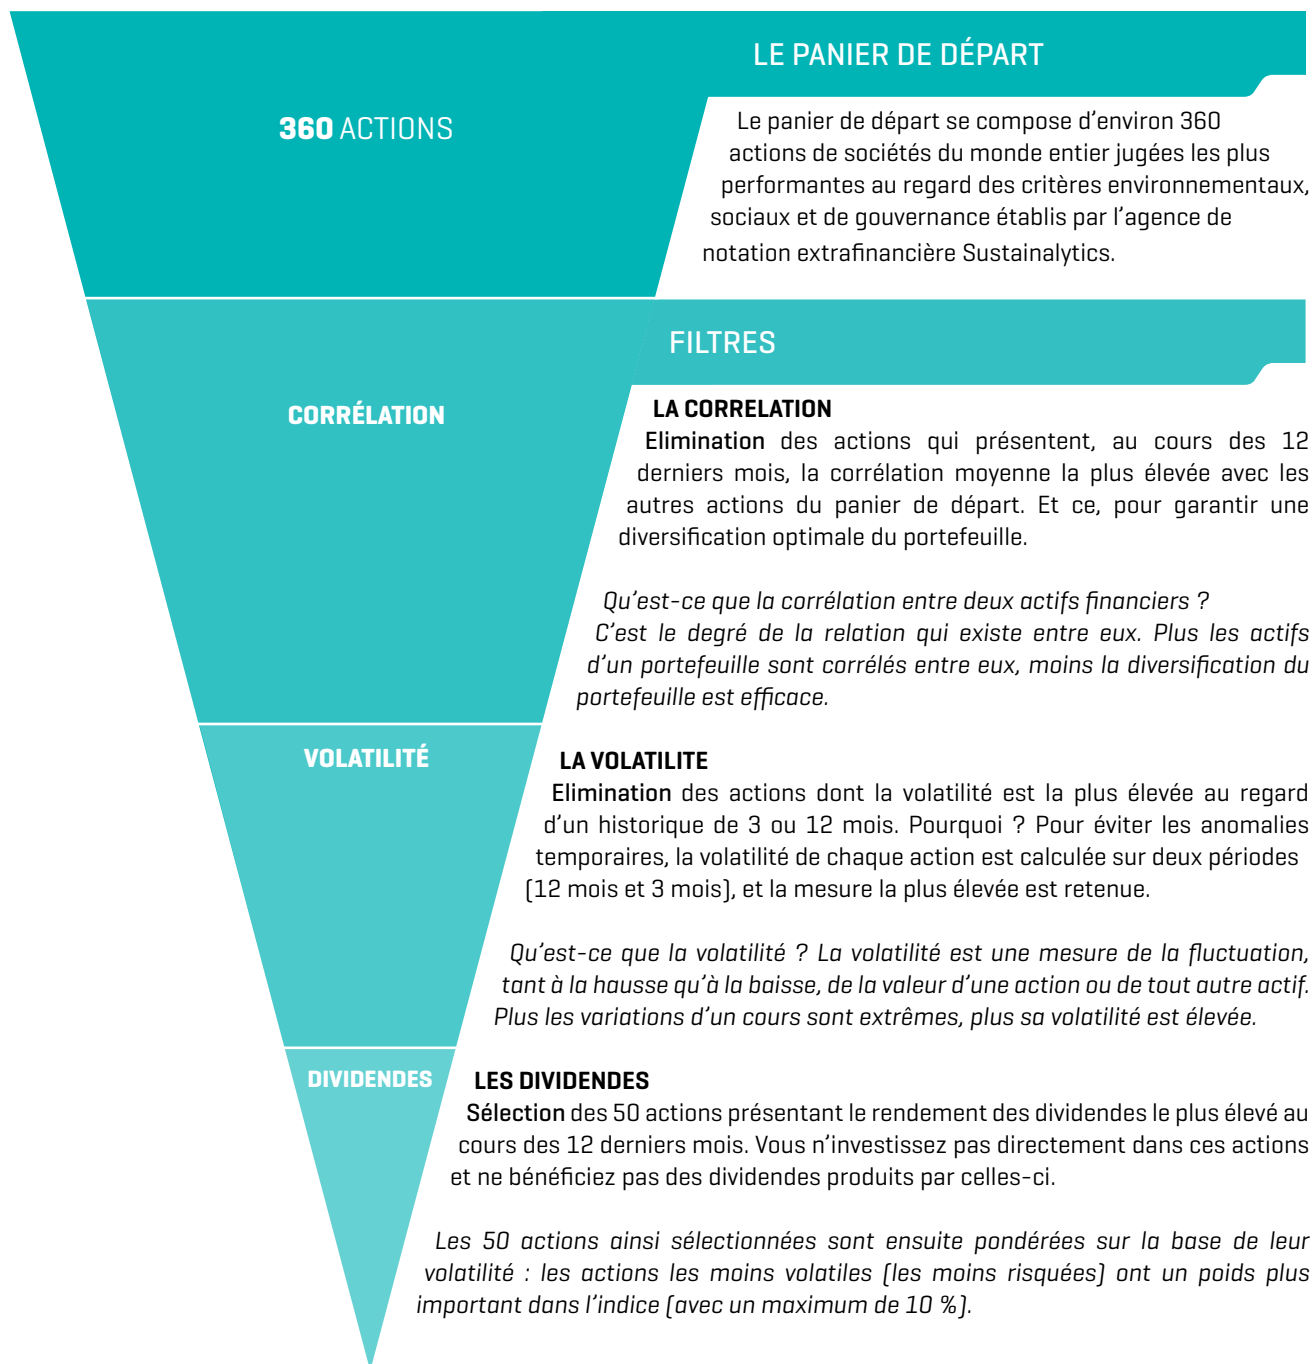 LE PANIER DE DÉPART
360 ACTIONS
Le panier de départ se compose d’environ 360
actions de sociétés du monde entier jugées les plus
performantes au regard des critères environnementaux,
sociaux et de gouvernance établis par l’agence de
notation extrafinancière Sustainalytics.
FILTRES
CORRÉLATION
LA CORRELATION
Elimination des actions qui présentent, au cours des 12
derniers mois, la corrélation moyenne la plus élevée avec les
autres actions du panier de départ. Et ce, pour garantir une
diversification optimale du portefeuille.
Qu’est-ce que la corrélation entre deux actifs financiers ?
C’est le degré de la relation qui existe entre eux. Plus les actifs
d’un portefeuille sont corrélés entre eux, moins la diversification du
portefeuille est efficace.
VOLATILITÉ
LA VOLATILITE
Elimination des actions dont la volatilité est la plus élevée au regard
d’un historique de 3 ou 12 mois. Pourquoi ? Pour éviter les anomalies
temporaires, la volatilité de chaque action est calculée sur deux périodes
(12 mois et 3 mois), et la mesure la plus élevée est retenue.
Qu’est-ce que la volatilité ? La volatilité est une mesure de la fluctuation,
tant à la hausse qu’à la baisse, de la valeur d’une action ou de tout autre actif.
Plus les variations d’un cours sont extrêmes, plus sa volatilité est élevée.
DIVIDENDES
LES DIVIDENDES
Sélection des 50 actions présentant le rendement des dividendes le plus élevé au
cours des 12 derniers mois. Vous n’investissez pas directement dans ces actions
et ne bénéficiez pas des dividendes produits par celles-ci.
Les 50 actions ainsi sélectionnées sont ensuite pondérées sur la base de leur
volatilité : les actions les moins volatiles (les moins risquées) ont un poids plus
important dans l’indice (avec un maximum de 10 %).